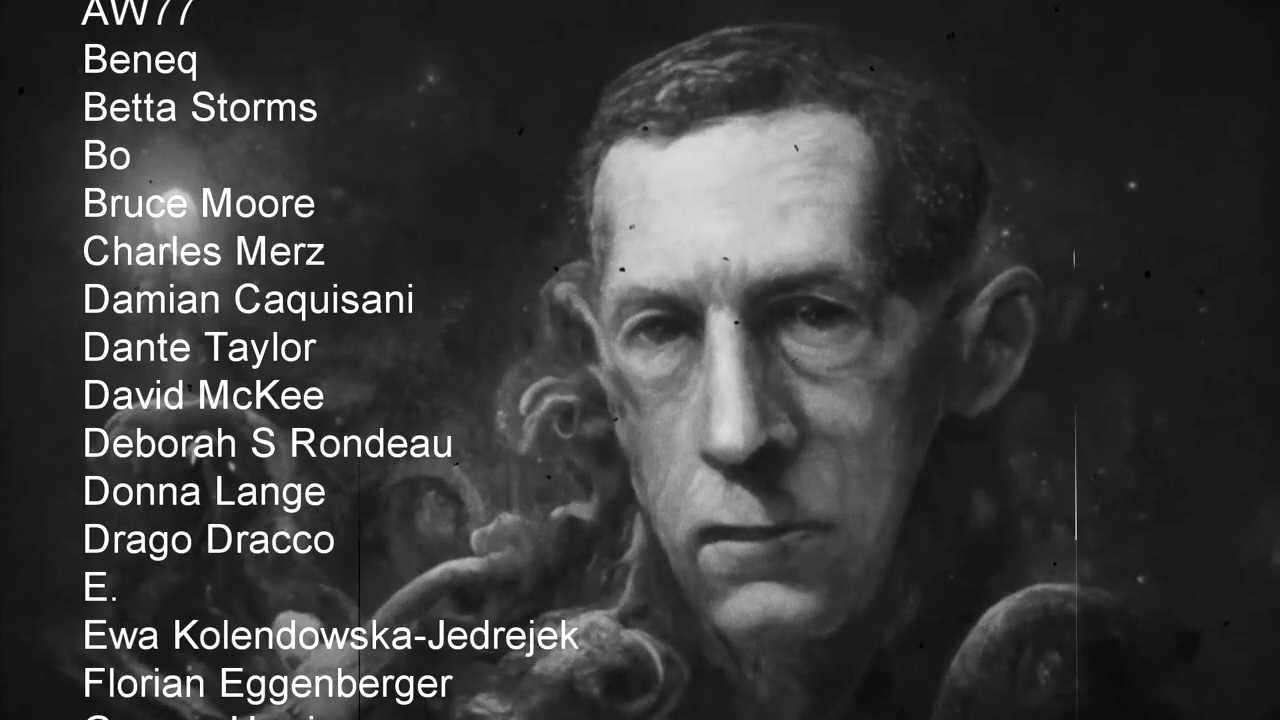 AW77
Beneq
Betta Storms
Bo
Bruce Moore
Charles Merz
Damian Caquisani
Dante Taylor
David McKee
Deborah S Rondeau
Donna Lange
Drago Dracco
E.
Ewa Kolendowska-Jedrejek
Florian Eggenberger